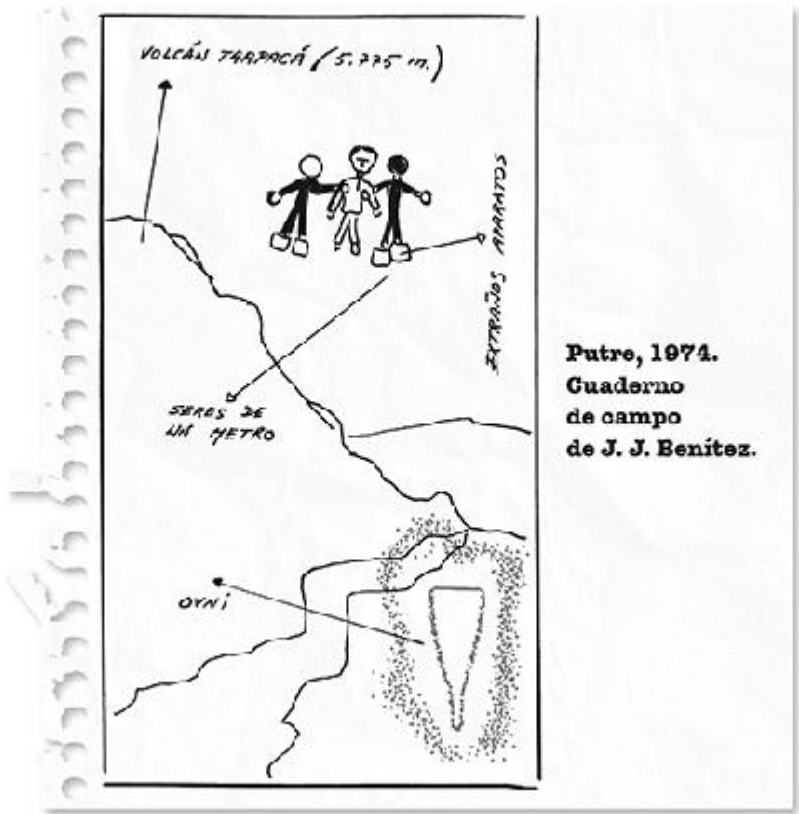 VOLCÁN TARAPACÁ (5.775 m.)
EXTRAÑOS APARATOS
SERES DE
UN METRO
OVNI
Putre, 1974.
Cuaderno
de campo
de J. J. Benítez.